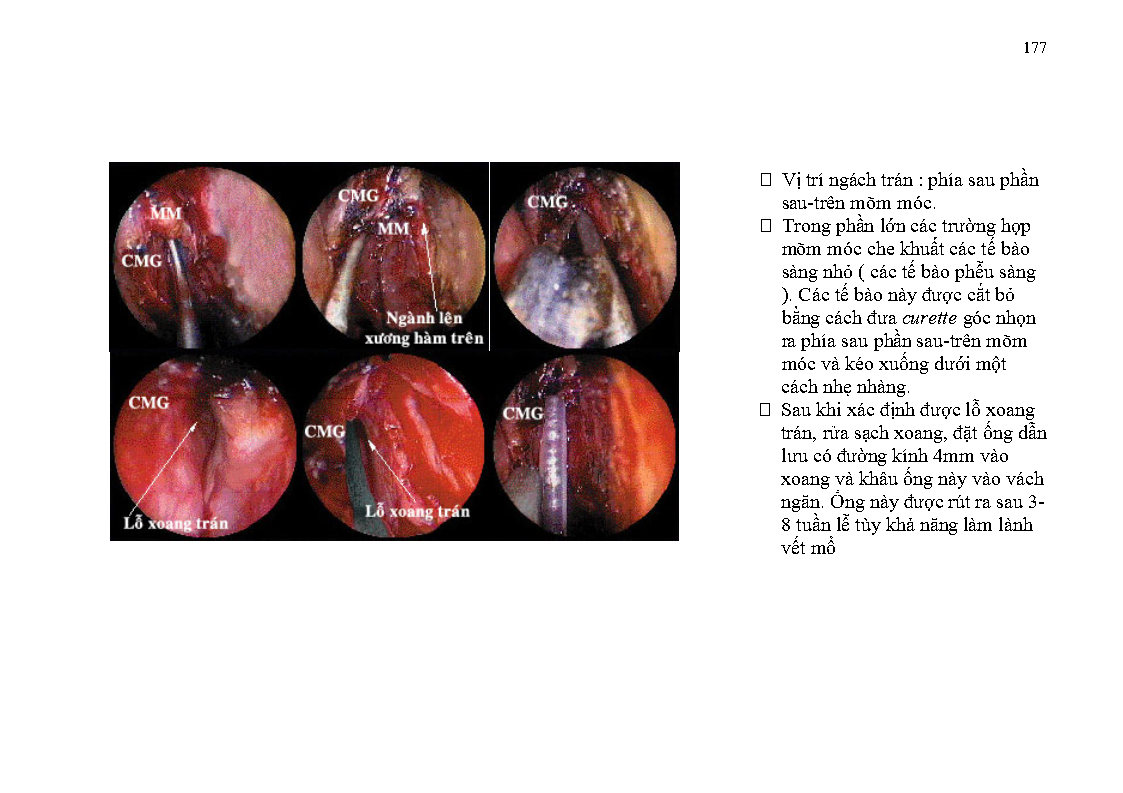 177
MM
CMG
CMG
MM
Ngành lên
xương hàm trên
CMG
CMG
Lỗ xoang trán
CMG
Lỗ xoang trán
CMG
Vị trí ngách trán : phía sau phần
sau-trên mõm móc.
Trong phần lớn các trường hợp
mõm móc che khuất các tế bào
sàng nhỏ ( các tế bào phễu sàng
). Các tế bào này được cắt bỏ
bằng cách đưa curette góc nhọn
ra phía sau phần sau-trên mõm
móc và kéo xuống dưới một
cách nhẹ nhàng.
Sau khi xác định được lỗ xoang
trán, rửa sạch xoang, đặt ống dẫn
lưu có đường kính 4mm vào
xoang và khâu ống này vào vách
ngăn. Ống này được rút ra sau 3-
8 tuần lễ tùy khả năng làm lành
vết mổ